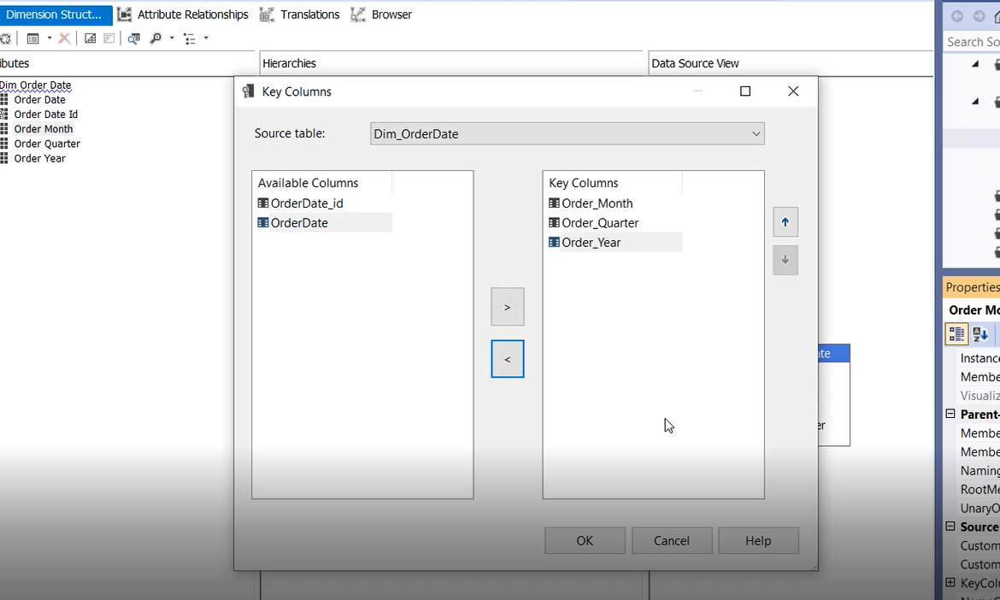 Dimension Struct... Attribute Relationships Translations Browser
Search So
ibutes Hierarchies Data Source View
Dim Order Date
Order Date
Order Date Id
Order Month
Order Quarter
Order Year
Key Columns
Source table: Dim_OrderDate
Available Columns
OrderDate_id
OrderDate
>
<
Key Columns
Order_Month
Order_Quarter
Order_Year
OK Cancel Help
ate
er
Properties
Order Mo
Instance
Membe
Visualiz
Parent-
Membe
Membe
Naming
RootMe
UnaryO
Source
Custom
Custom
KeyColu